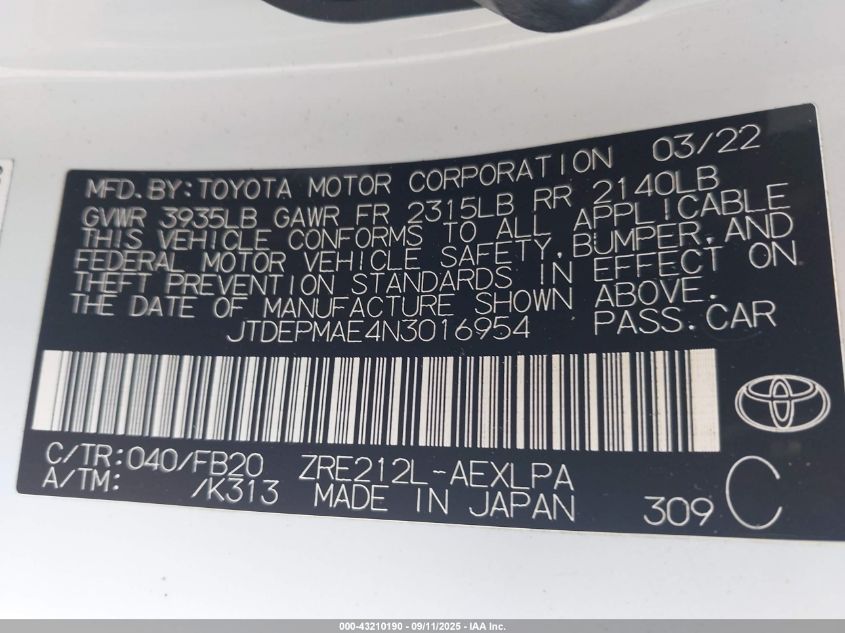 MFD.BY:TOYOTA MOTOR CORPORATION 03/22
GVWR 3935LB GAWR FR 2315LB RR 2140LB
THIS VEHICLE CONFORMS TO ALL APPLICABLE
FEDERAL MOTOR VEHICLE SAFETY,BUMPER,AND
THEFT PREVENTION STANDARDS IN EFFECT ON
THE DATE OF MANUFACTURE SHOWN ABOVE.
JTDEPMAE4N3016954 PASS.CAR
C/TR:040/FB20 ZRE212L-AEXLPA
A/TM: /K313 MADE IN JAPAN 309 C
000-43210190 - 09/11/2025 - IAA Inc.